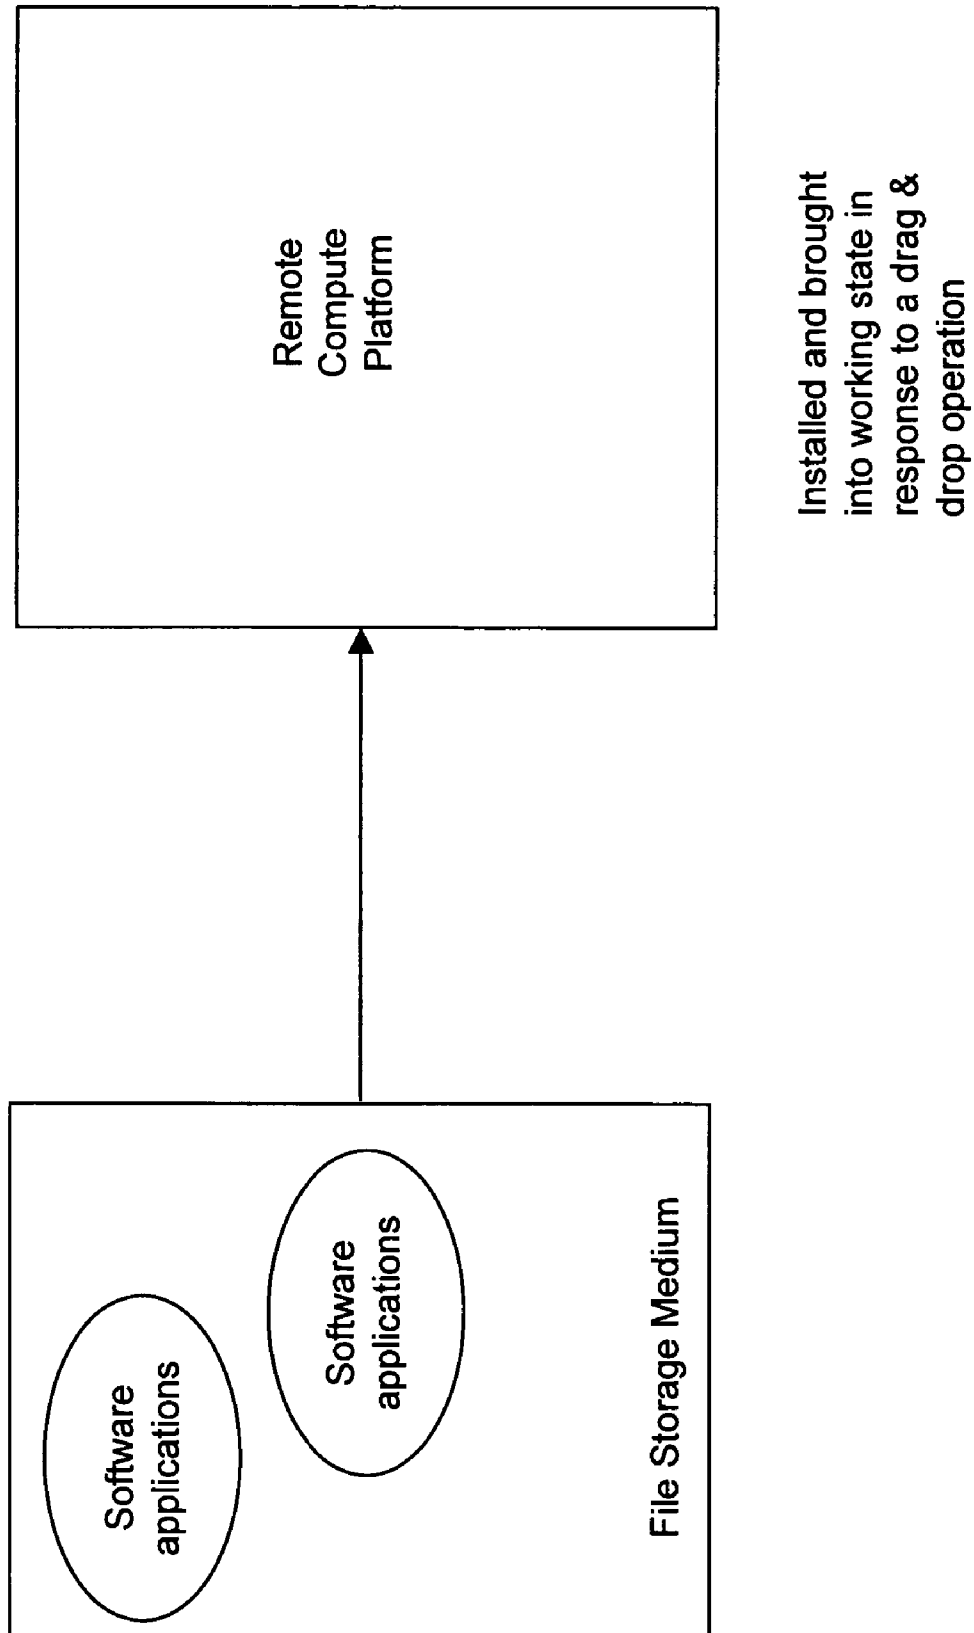 Software
applications
Software
applications
File Storage Medium
Remote
Compute
Platform
Installed and brought
into working state in
response to a drag &
drop operation